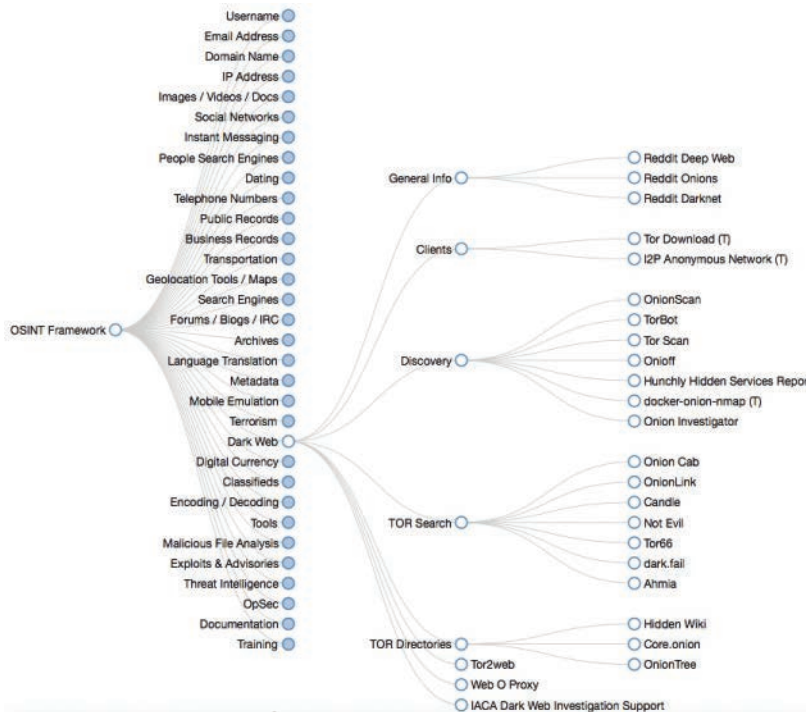 OSINT Framework
Username
Email Address
Domain Name
IP Address
Images / Videos / Docs
Social Networks
Instant Messaging
People Search Engines
Dating
Telephone Numbers
Public Records
Business Records
Transportation
Geolocation Tools / Maps
Search Engines
Forums / Blogs / IRC
Archives
Language Translation
Metadata
Mobile Emulation
Terrorism
Dark Web
Digital Currency
Classifieds
Encoding / Decoding
Tools
Malicious File Analysis
Exploits & Advisories
Threat Intelligence
OpSec
Documentation
Training
General Info
Reddit Deep Web
Reddit Onions
Reddit Darknet
Clients
Tor Download (T)
I2P Anonymous Network (T)
Discovery
OnionScan
TorBot
Tor Scan
Onioff
Hunchly Hidden Services Repor
docker-onion-nmap (T)
Onion Investigator
TOR Search
Onion Cab
OnionLink
Candle
Not Evil
Tor66
dark.fail
Ahmia
TOR Directories
Hidden Wiki
Core.onion
OnionTree
Tor2web
Web O Proxy
IACA Dark Web Investigation Support